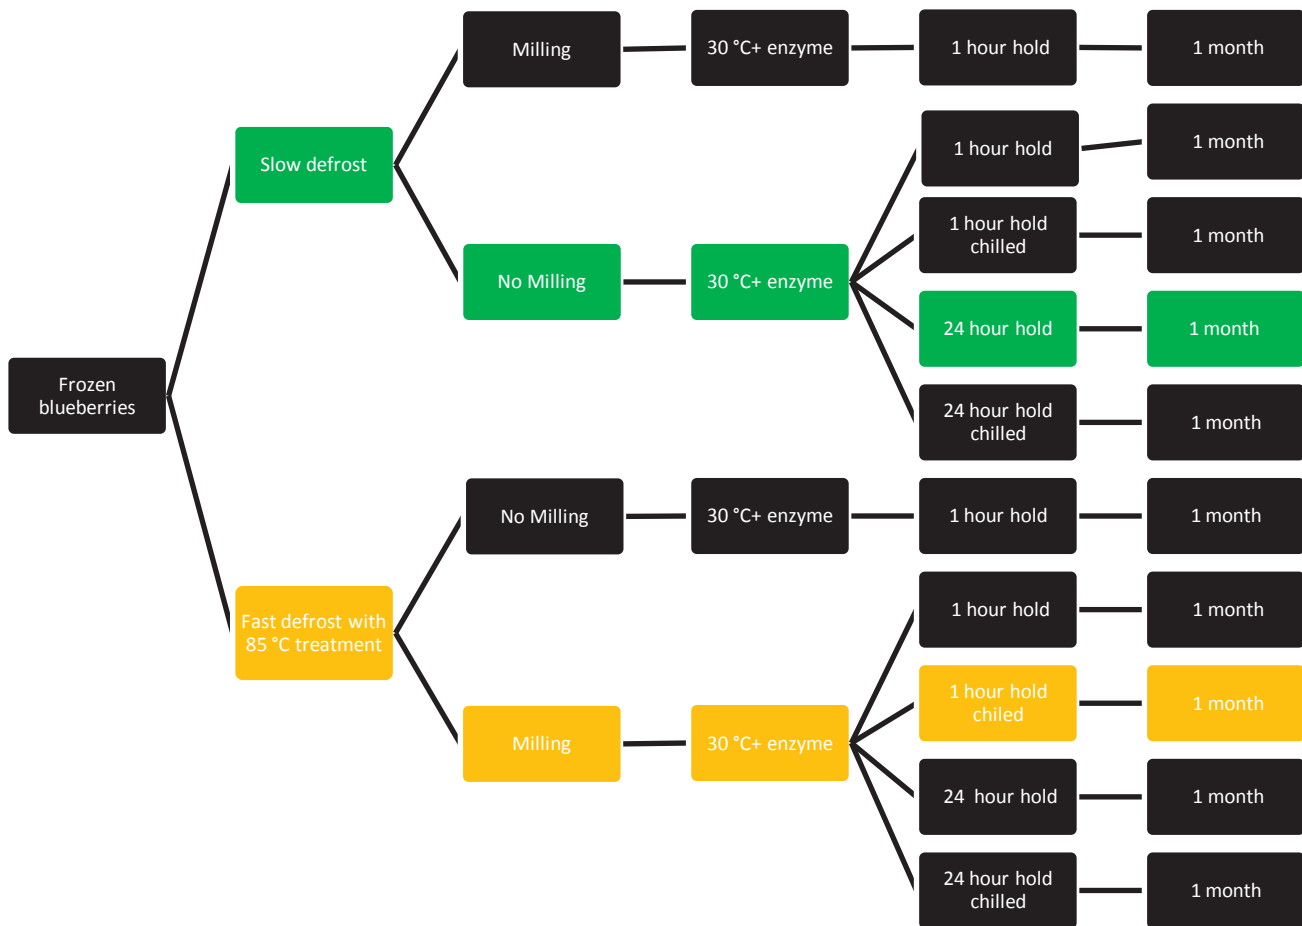 Milling
30 °C+ enzyme
1 hour hold
1 month
Slow defrost
1 hour hold
1 month
1 hour hold
chilled
1 month
No Milling
30 °C+ enzyme
24 hour hold
1 month
Frozen
blueberries
24 hour hold
chilled
1 month
No Milling
30 °C+ enzyme
1 hour hold
1 month
Fast defrost with
85 °C treatment
1 hour hold
1 month
1 hour hold
chiled
1 month
Milling
30 °C+ enzyme
24  hour hold
1 month
24 hour hold
chilled
1 month